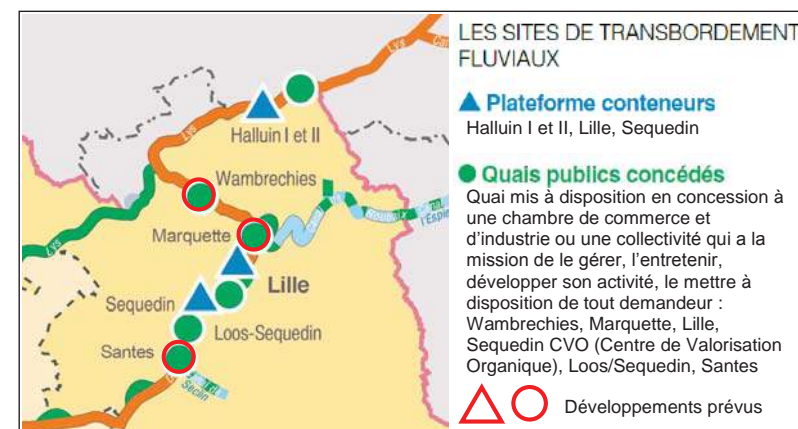 Lys
Halluin I et II
Wambrechies
Lys
Marquette
Roubaix
l'Espie
Lille
Sequedin
Loos-Sequedin
Santes
Seclin
LES SITES DE TRANSBORDEMENT
FLUVIAUX
Plateforme conteneurs
Halluin I et II, Lille, Sequedin
Quais publics concédés
Quai mis à disposition en concession à
une chambre de commerce et
d'industrie ou une collectivité qui a la
mission de le gérer, l'entretenir,
développer son activité, le mettre à
disposition de tout demandeur :
Wambrechies, Marquette, Lille,
Sequedin CVO (Centre de Valorisation
Organique), Loos/Sequedin, Santes
Développements prévus